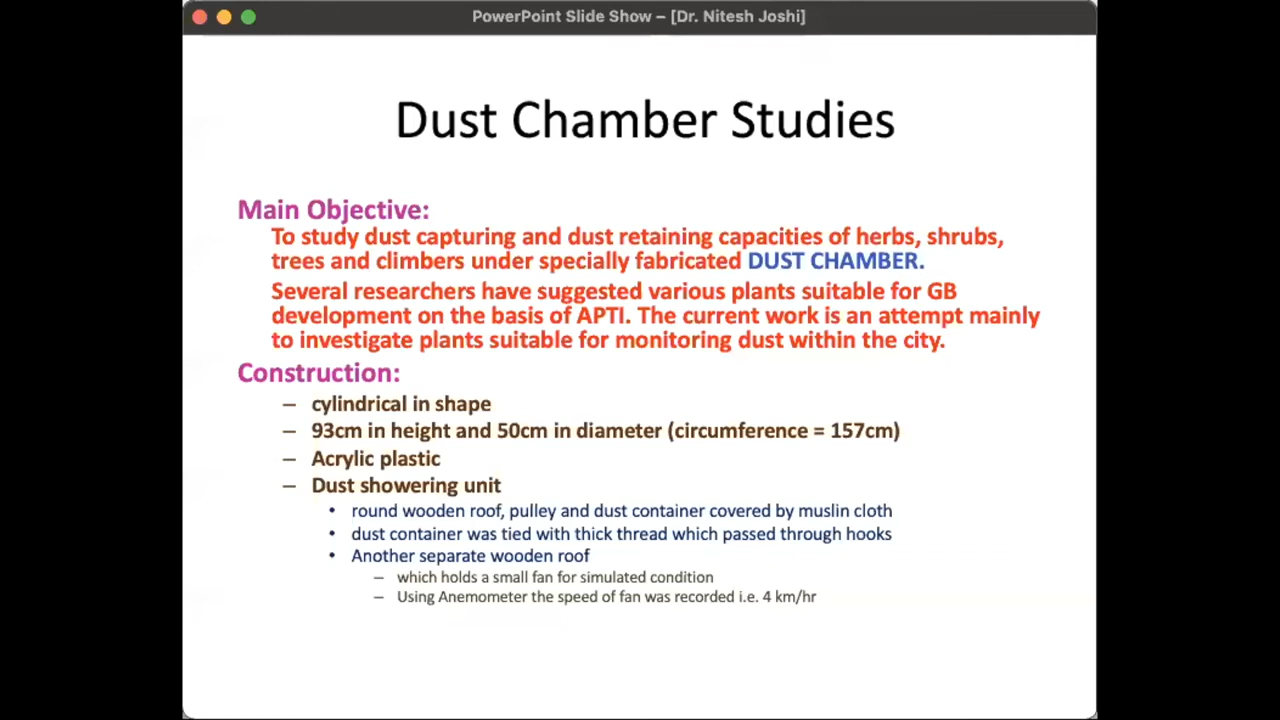 PowerPoint Slide Show – [Dr. Nitesh Joshi]
Dust Chamber Studies
Main Objective:
To study dust capturing and dust retaining capacities of herbs, shrubs,
trees and climbers under specially fabricated DUST CHAMBER.
Several researchers have suggested various plants suitable for GB
development on the basis of APTI. The current work is an attempt mainly
to investigate plants suitable for monitoring dust within the city.
Construction:
– cylindrical in shape
– 93cm in height and 50cm in diameter (circumference = 157cm)
– Acrylic plastic
– Dust showering unit
• round wooden roof, pulley and dust container covered by muslin cloth
• dust container was tied with thick thread which passed through hooks
• Another separate wooden roof
– which holds a small fan for simulated condition
– Using Anemometer the speed of fan was recorded i.e. 4 km/hr